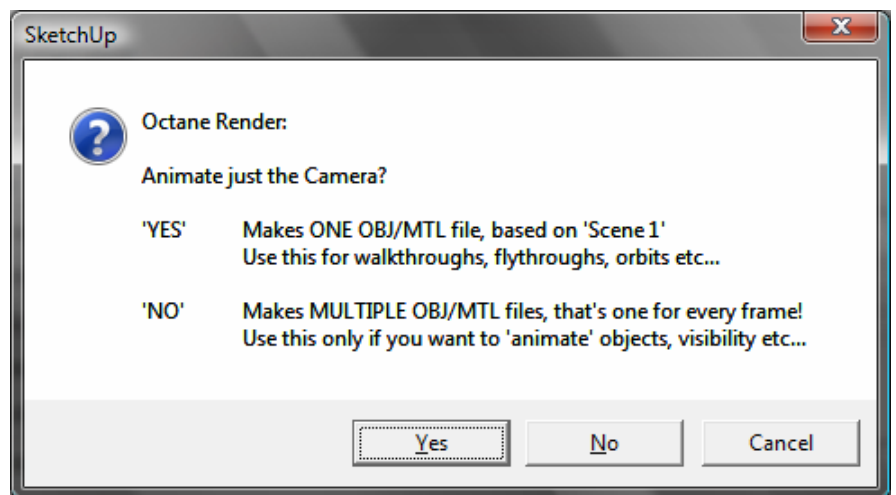 SketchUp
Octane Render:
Animate just the Camera?
'YES' Makes ONE OBJ/MTL file, based on 'Scene 1'
Use this for walkthroughs, flythroughs, orbits etc...
'NO' Makes MULTIPLE OBJ/MTL files, that's one for every frame!
Use this only if you want to 'animate' objects, visibility etc...
Yes No Cancel